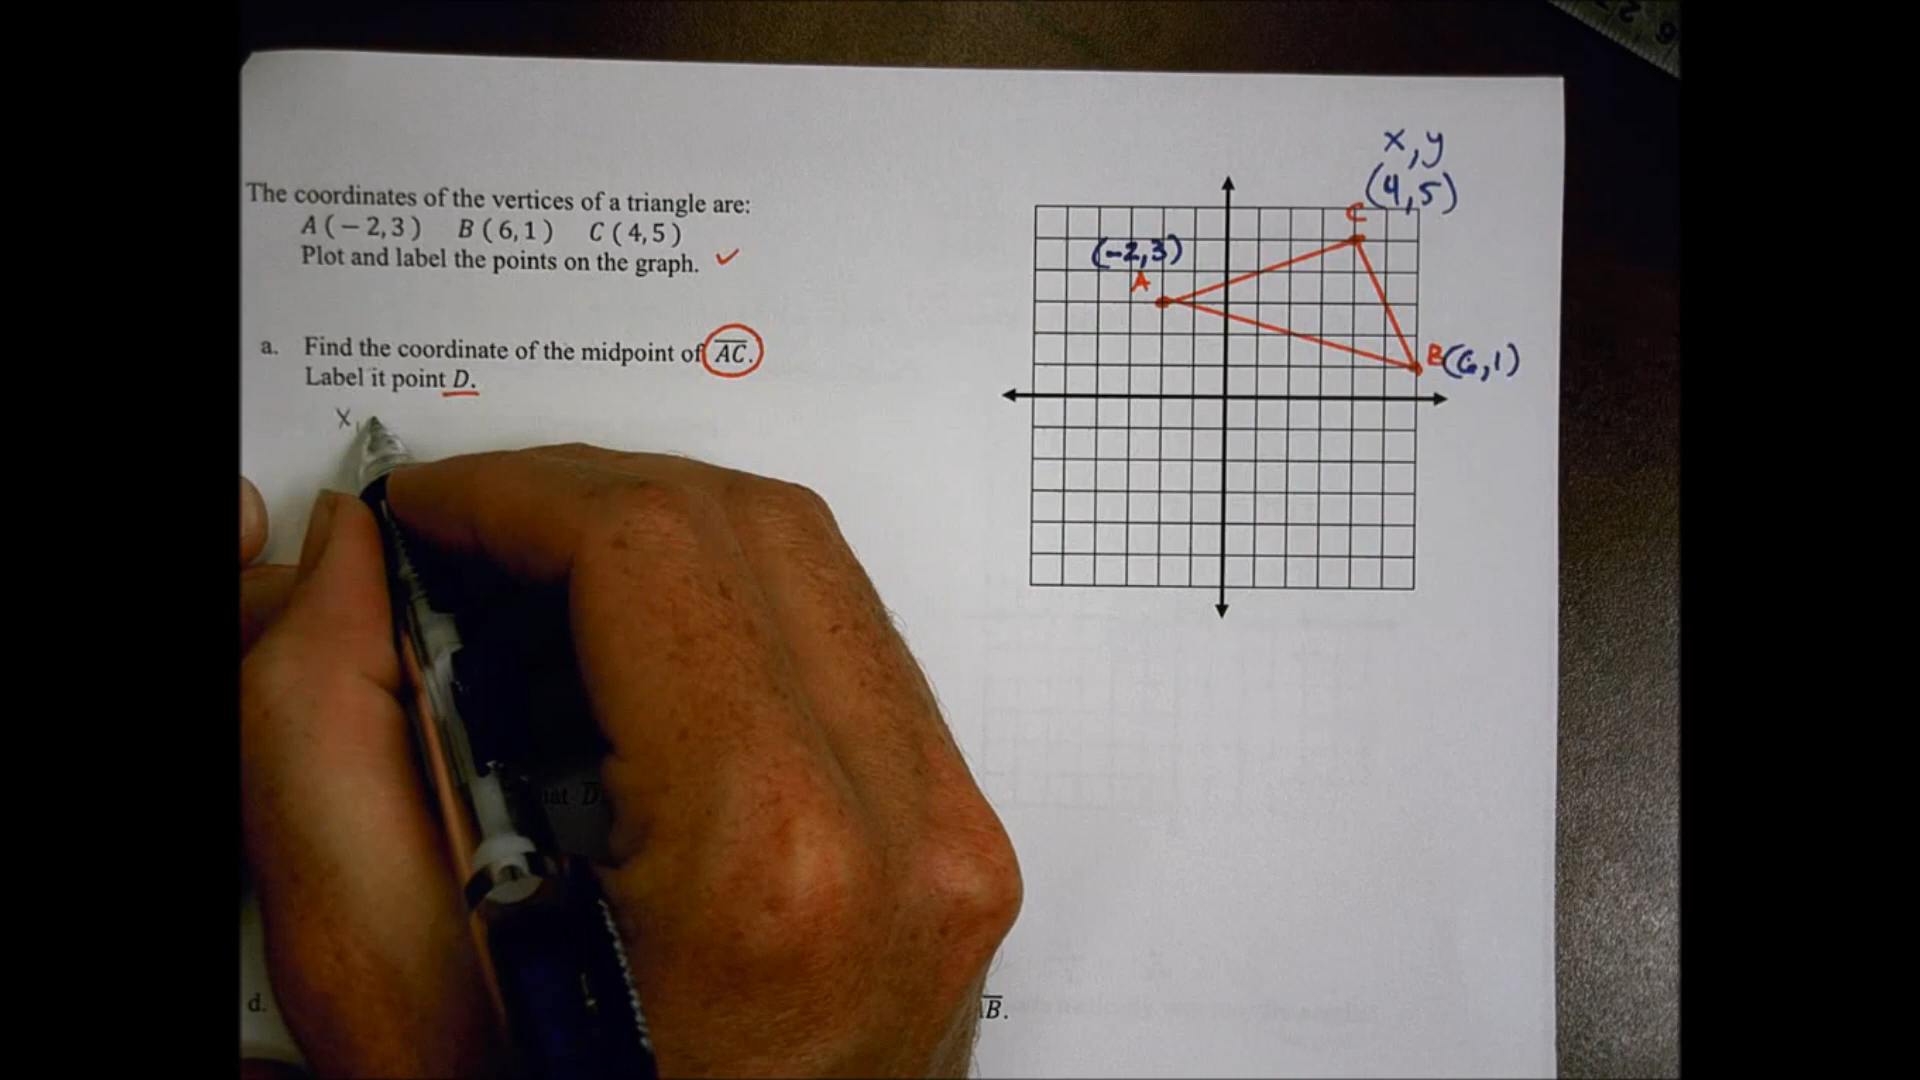 The coordinates of the vertices of a triangle are:
A (– 2,3) B (6,1) C (4,5)
Plot and label the points on the graph. ✓
a. Find the coordinate of the midpoint of A̅C̅.
Label it point D.
x,
x,y
(4,5)
C
(-2,3)
A
B(6,1)
D
d.
B̅.